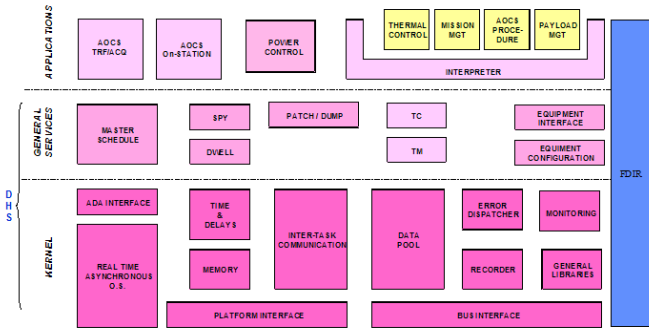 APPLICATIONS
AOCS
TRF/ACQ
AOCS
On-STATION
POWER
CONTROL
THERMAL
CONTROL
MISSION
MGT
AOCS
PROCE-
DURE
PAYLOAD
MGT
INTERPRETER
GENERAL
SERVICES
MASTER
SCHEDULE
SPY
DWELL
PATCH / DUMP
TC
TM
EQUIPMENT
INTERFACE
EQUIMENT
CONFIGURATION
FDIR
D
H
S
KERNEL
ADA INTERFACE
REAL TIME
ASYNCHRONOUS
O.S.
TIME
&
DELAYS
MEMORY
INTER-TASK
COMMUNICATION
DATA
POOL
ERROR
DISPATCHER
RECORDER
MONITORING
GENERAL
LIBRARIES
PLATFORM INTERFACE
BUS INTERFACE